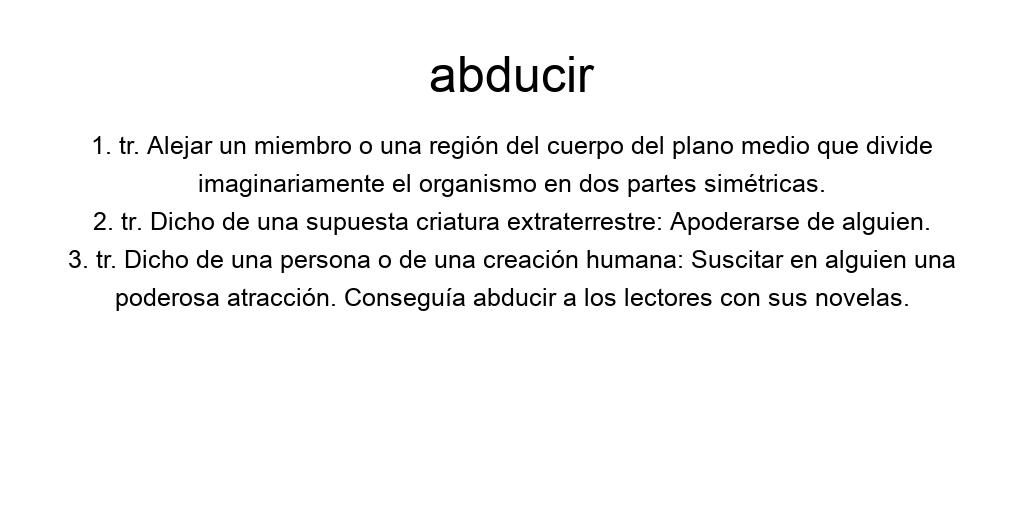 abducir
1. tr. Alejar un miembro o una región del cuerpo del plano medio que divide
imaginariamente el organismo en dos partes simétricas.
2. tr. Dicho de una supuesta criatura extraterrestre: Apoderarse de alguien.
3. tr. Dicho de una persona o de una creación humana: Suscitar en alguien una
poderosa atracción. Conseguía abducir a los lectores con sus novelas.